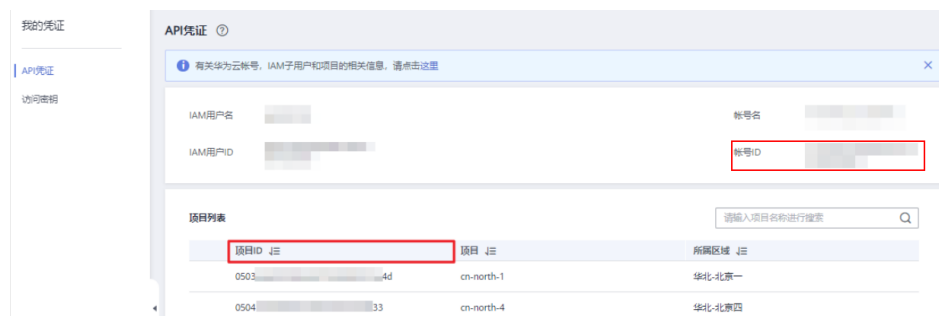 我的凭证
API凭证
访问密钥
API凭证
有关华为云帐号，IAM子用户和项目的相关信息，请点击这里
IAM用户名
帐号名
IAM用户ID
帐号ID
项目列表
请输入项目名称进行搜索
项目ID 项目 所属区域
0503 4d cn-north-1 华北-北京一
0504 33 cn-north-4 华北-北京四